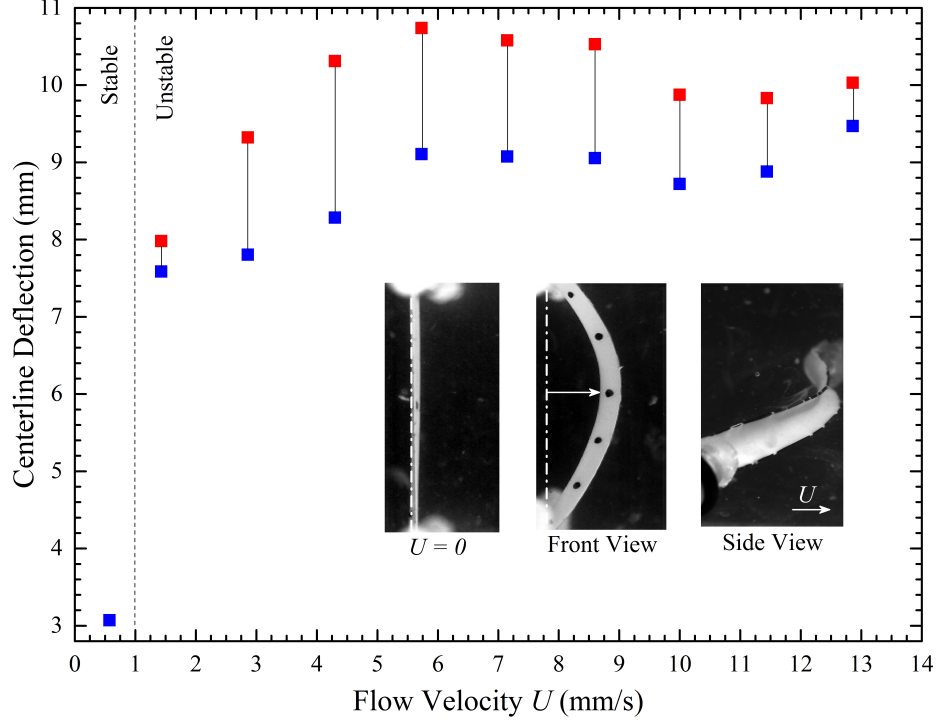 11
10
9
8
7
6
5
4
3
Centerline Deflection (mm)
Stable
Unstable
U = 0
Front View
Side View
U
0 1 2 3 4 5 6 7 8 9 10 11 12 13 14
Flow Velocity U (mm/s)